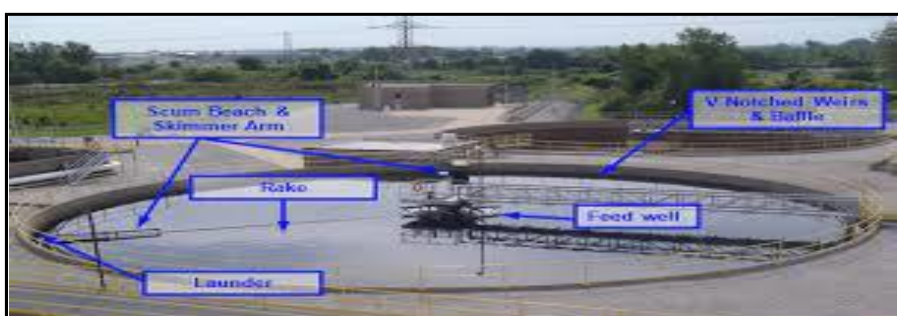 Scum Beach &
Skimmer Arm
V-Notched Weirs
& Baffle
Rake
Feed well
Launder